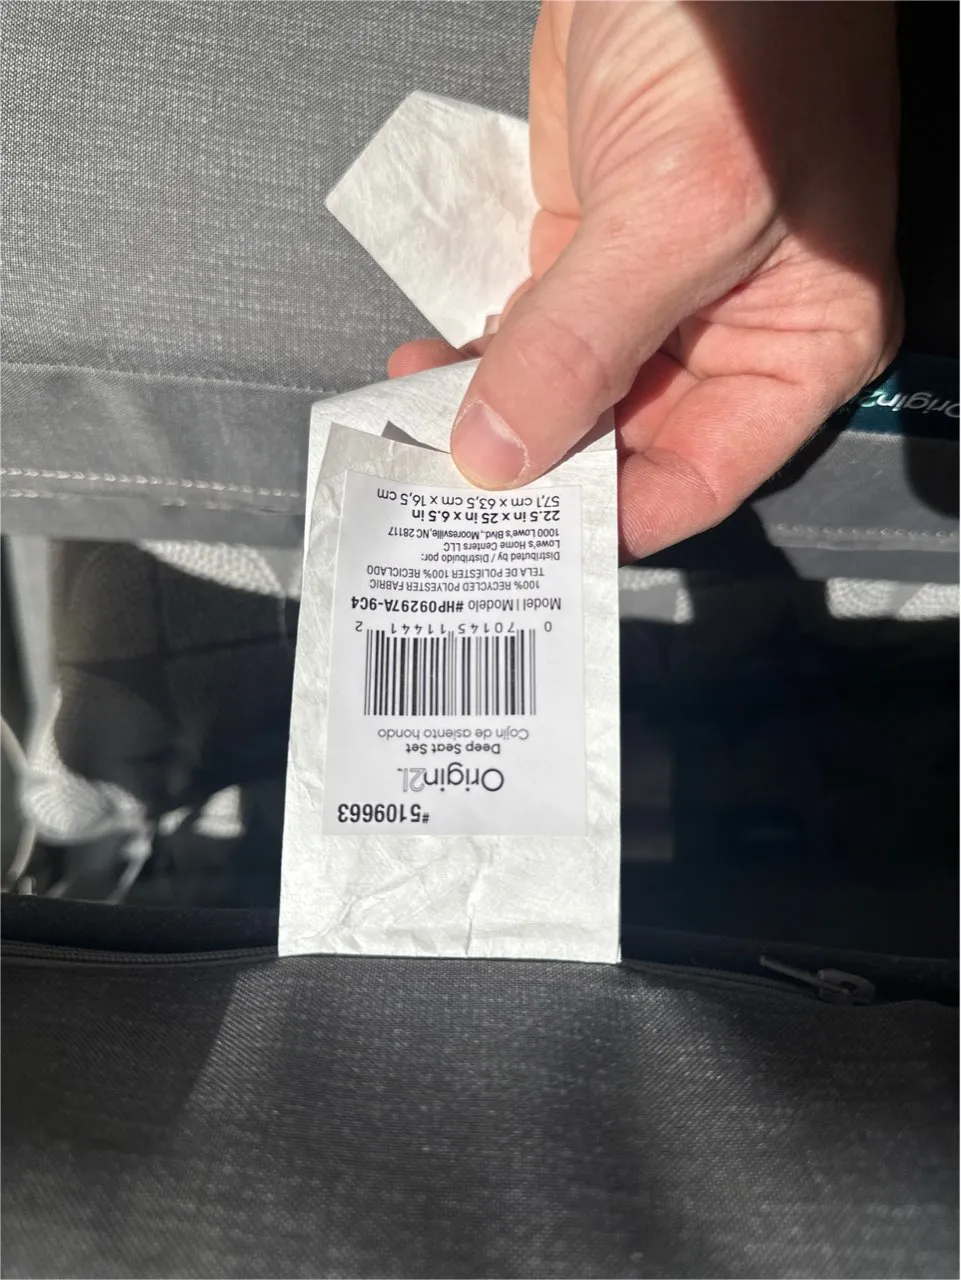 #5109663
Origin21.
Deep Seat Set
Cojín de asiento hondo
0 70145 11441 2
Model | Modelo #HP09297A-9C4
100% RECYCLED POLYESTER FABRIC
TELA DE POLIÉSTER 100% RECICLADO
Distributed by / Distribuido por:
Lowe's Home Centers LLC
1000 Lowe's Blvd., Mooresville, NC 28117
22.5 in x 25 in x 6.5 in
57,1 cm x 63,5 cm x 16,5 cm
Origin2